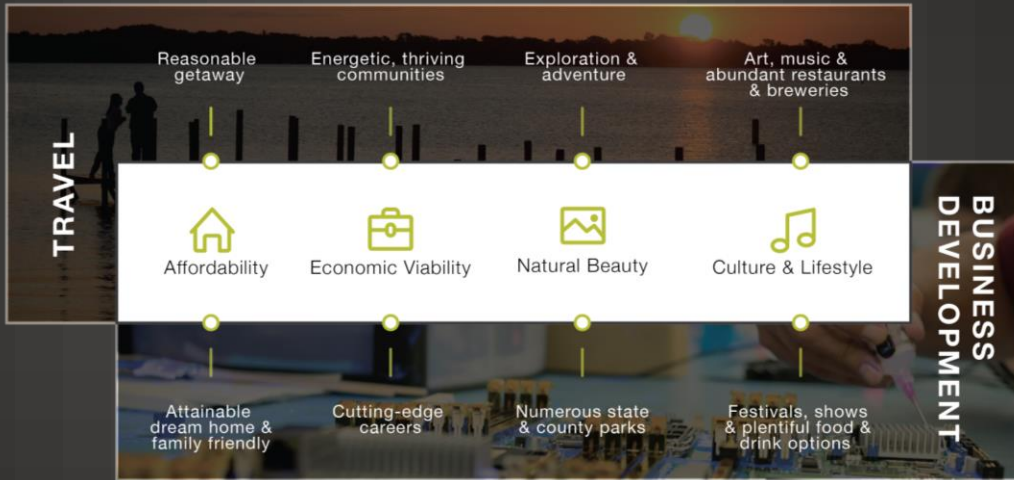 Reasonable
getaway
Energetic, thriving
communities
Exploration &
adventure
Art, music &
abundant restaurants
& breweries
TRAVEL
Affordability
Economic Viability
Natural Beauty
Culture & Lifestyle
BUSINESS
DEVELOPMENT
Attainable
dream home &
family friendly
Cutting-edge
careers
Numerous state
& county parks
Festivals, shows
& plentiful food &
drink options